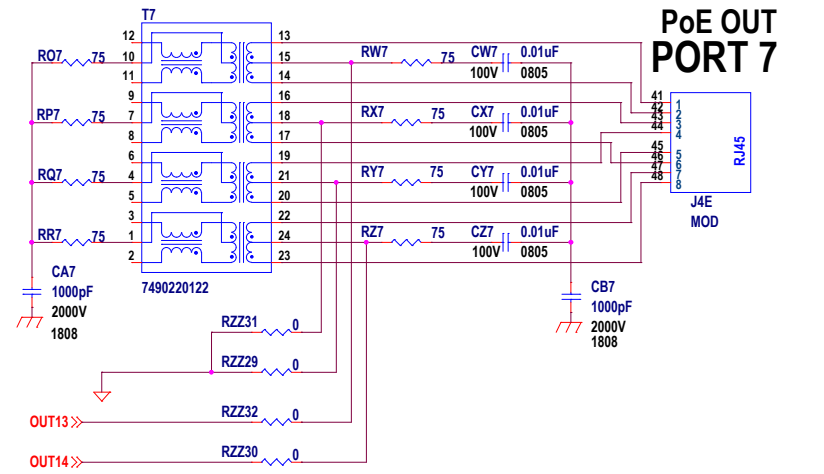 T7
PoE OUT
PORT 7
12
13
RO7 75 10
15 RW7 75 CW7 0.01uF
100V 0805
11
14
9
16
41
42
43
44
1
2
3
4
RP7 75 7
18 RX7 75 CX7 0.01uF
100V 0805
8
17
6
19
45
46
47
48
5
6
7
8
RJ45
RQ7 75 4
21 RY7 75 CY7 0.01uF
100V 0805
5
20
J4E
MOD
3
22
RR7 75 1
24 RZ7 75 CZ7 0.01uF
100V 0805
2
23
CA7
1000pF
2000V
1808
7490220122
CB7
1000pF
2000V
1808
RZZ31 0
RZZ29 0
RZZ32 0
OUT13
RZZ30 0
OUT14